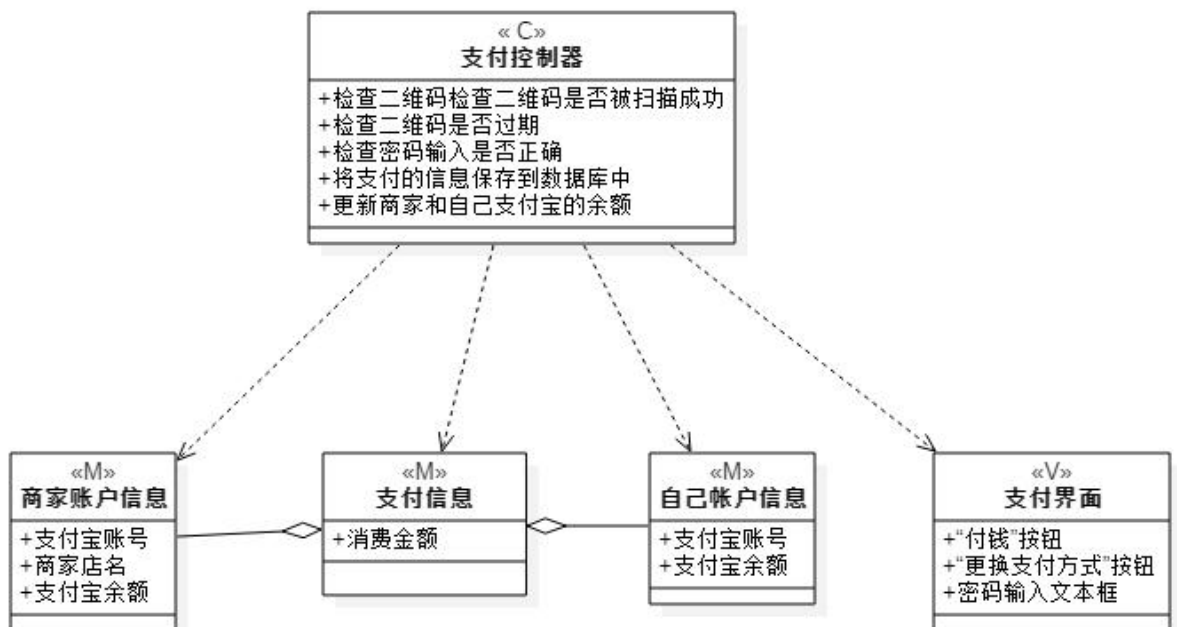 « C»
支付控制器
+检查二维码检查二维码是否被扫描成功
+检查二维码是否过期
+检查密码输入是否正确
+将支付的信息保存到数据库中
+更新商家和自己支付宝的余额
«M»
商家账户信息
+支付宝账号
+商家店名
+支付宝余额
«M»
支付信息
+消费金额
«M»
自己帐户信息
+支付宝账号
+支付宝余额
«V»
支付界面
+“付钱”按钮
+“更换支付方式”按钮
+密码输入文本框